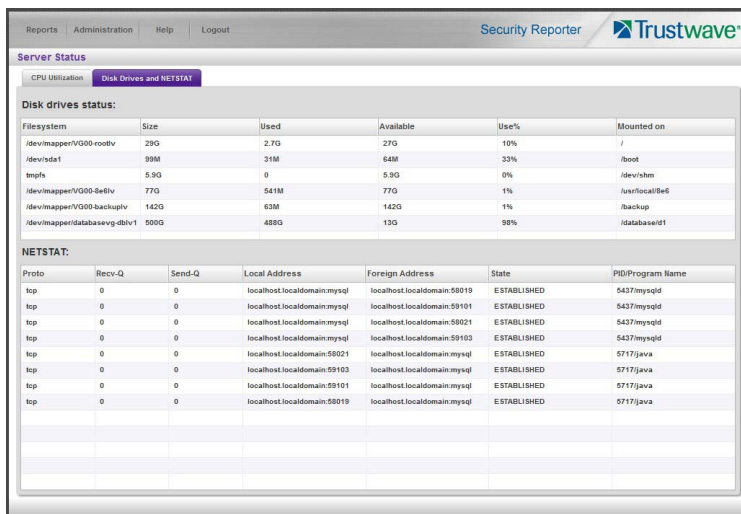 Reports Administration Help Logout Security Reporter Trustwave®
Server Status
CPU Utilization Disk Drives and NETSTAT
Disk drives status:
Filesystem Size Used Available Use% Mounted on
/dev/mapper/VG00-rootlv 29G 2.7G 27G 10% /
/dev/sda1 99M 31M 64M 33% /boot
tmpfs 5.9G 0 5.9G 0% /dev/shm
/dev/mapper/VG00-8e6lv 77G 541M 77G 1% /usr/local/8e6
/dev/mapper/VG00-backuplv 142G 63M 142G 1% /backup
/dev/mapper/databasevg-dblv1 500G 488G 13G 98% /database/d1
NETSTAT:
Proto Recv-Q Send-Q Local Address Foreign Address State PID/Program Name
tcp 0 0 localhost.localdomain:mysql localhost.localdomain:58019 ESTABLISHED 5437/mysqld
tcp 0 0 localhost.localdomain:mysql localhost.localdomain:59101 ESTABLISHED 5437/mysqld
tcp 0 0 localhost.localdomain:mysql localhost.localdomain:58021 ESTABLISHED 5437/mysqld
tcp 0 0 localhost.localdomain:mysql localhost.localdomain:59103 ESTABLISHED 5437/mysqld
tcp 0 0 localhost.localdomain:58021 localhost.localdomain:mysql ESTABLISHED 5717/java
tcp 0 0 localhost.localdomain:59103 localhost.localdomain:mysql ESTABLISHED 5717/java
tcp 0 0 localhost.localdomain:59101 localhost.localdomain:mysql ESTABLISHED 5717/java
tcp 0 0 localhost.localdomain:58019 localhost.localdomain:mysql ESTABLISHED 5717/java